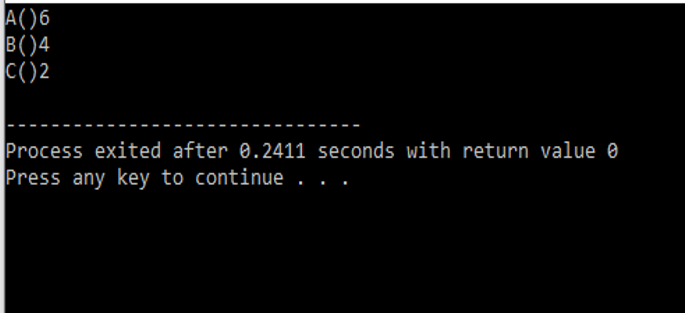 A()6
B()4
C()2
--------------------------------
Process exited after 0.2411 seconds with return value 0
Press any key to continue . . .